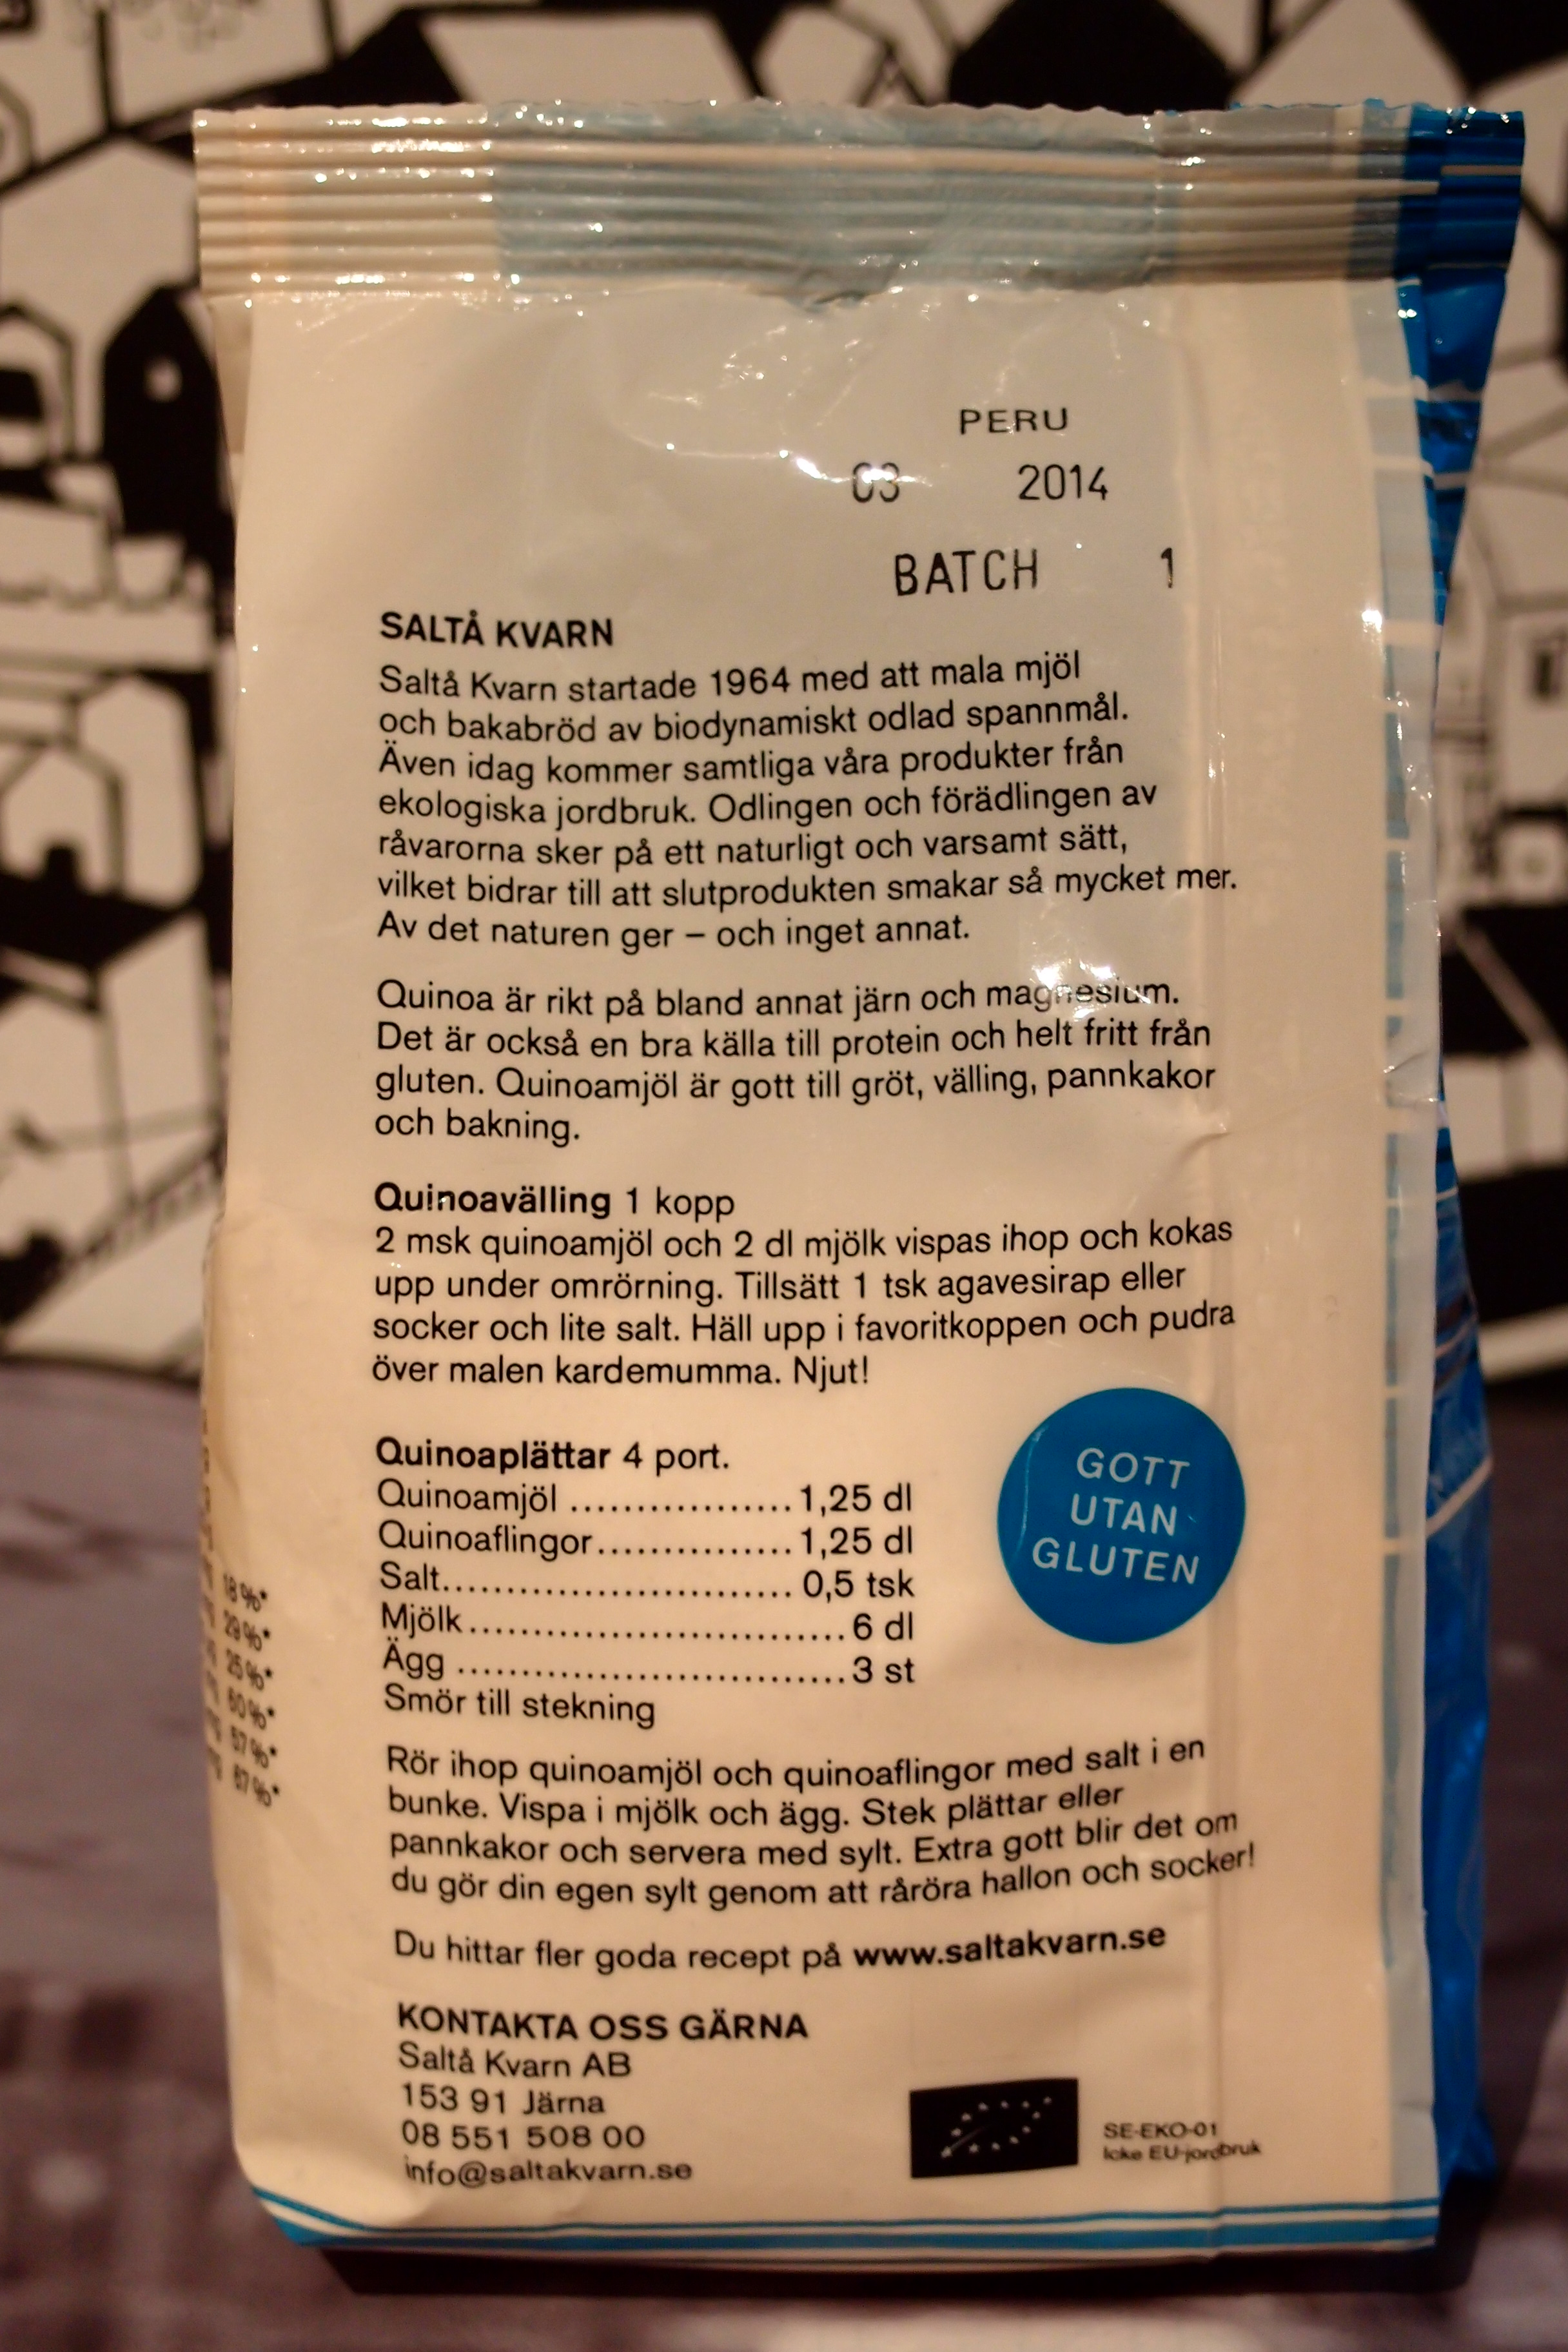 PERU
03 2014
BATCH 1
SALTÅ KVARN
Saltå Kvarn startade 1964 med att mala mjöl
och bakabröd av biodynamiskt odlad spannmål.
Även idag kommer samtliga våra produkter från
ekologiska jordbruk. Odlingen och förädlingen av
råvarorna sker på ett naturligt och varsamt sätt,
vilket bidrar till att slutprodukten smakar så mycket mer.
Av det naturen ger – och inget annat.
Quinoa är rikt på bland annat järn och magnesium.
Det är också en bra källa till protein och helt fritt från
gluten. Quinoamjöl är gott till gröt, välling, pannkakor
och bakning.
Quinoavälling 1 kopp
2 msk quinoamjöl och 2 dl mjölk vispas ihop och kokas
upp under omrörning. Tillsätt 1 tsk agavesirap eller
socker och lite salt. Häll upp i favoritkoppen och pudra
över malen kardemumma. Njut!
Quinoaplättar 4 port.
Quinoamjöl ................. 1,25 dl
Quinoaflingor............... 1,25 dl
Salt........................... 0,5 tsk
Mjölk............................. 6 dl
Ägg .............................. 3 st
Smör till stekning
GOTT
UTAN
GLUTEN
18%*
29%*
25%*
60%*
57%*
67%*
Rör ihop quinoamjöl och quinoaflingor med salt i en
bunke. Vispa i mjölk och ägg. Stek plättar eller
pannkakor och servera med sylt. Extra gott blir det om
du gör din egen sylt genom att råröra hallon och socker!
Du hittar fler goda recept på www.saltakvarn.se
KONTAKTA OSS GÄRNA
Saltå Kvarn AB
153 91 Järna
08 551 508 00
info@saltakvarn.se
SE-EKO-01
Icke EU-jordbruk